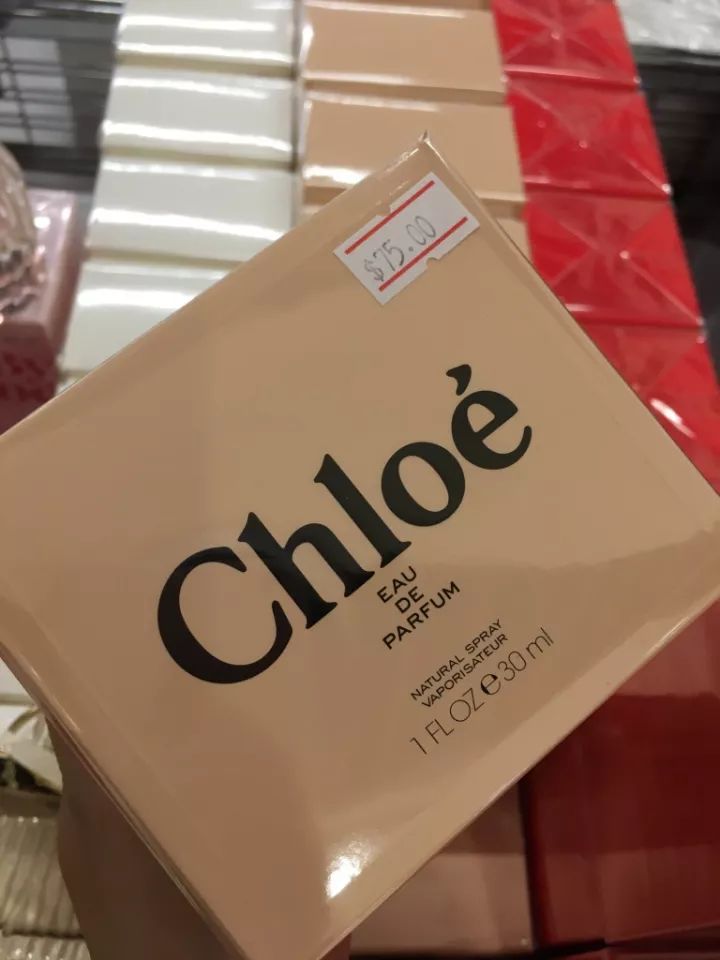 $75.00
Chloé
EAU
DE
PARFUM
NATURAL SPRAY
VAPORISATEUR
1 FL OZ e 30 ml